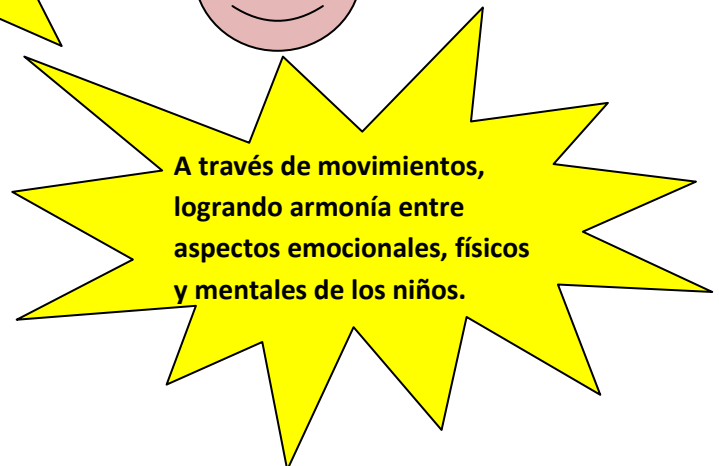 A través de movimientos,
logrando armonía entre
aspectos emocionales, físicos
y mentales de los niños.